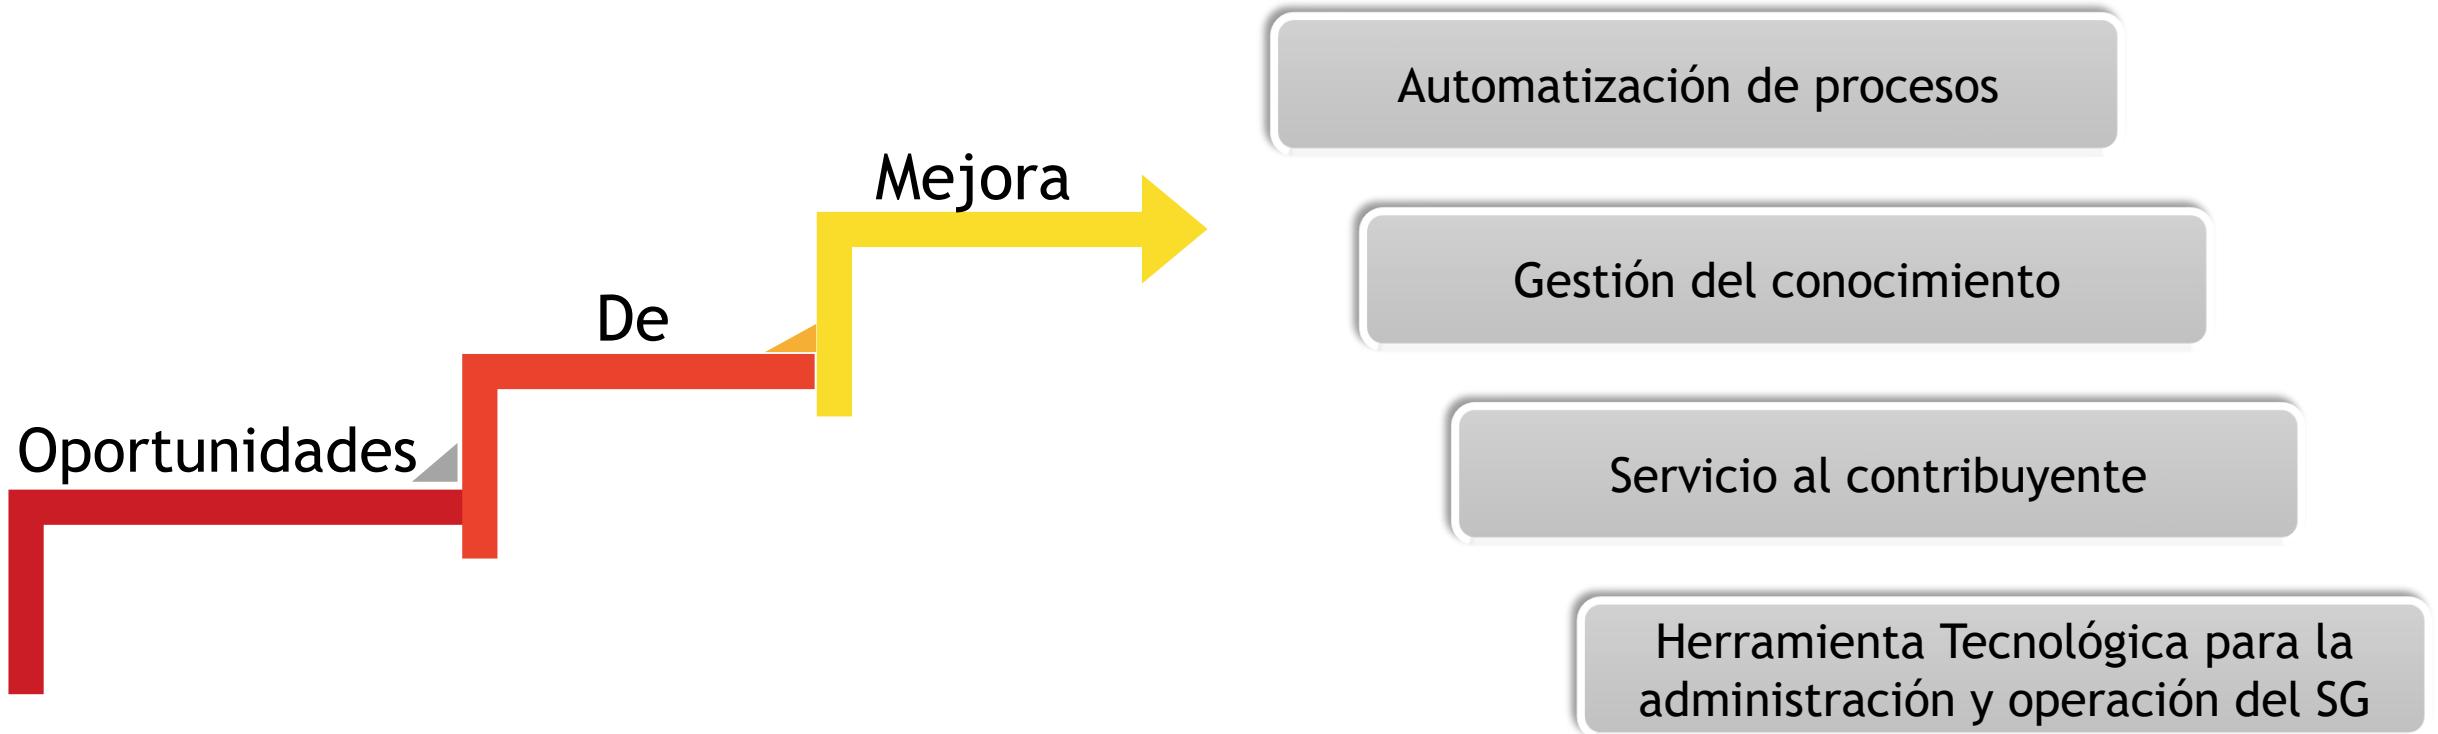 Oportunidades
De
Mejora
Automatización de procesos
Gestión del conocimiento
Servicio al contribuyente
Herramienta Tecnológica para la
administración y operación del SG